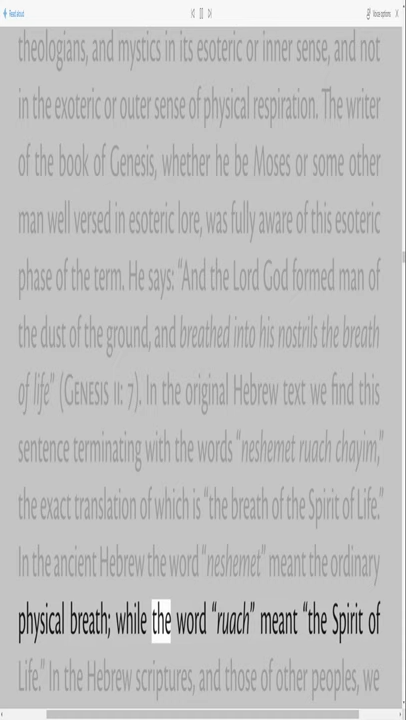 Read aloud
Voice options
theologians, and mystics in its esoteric or inner sense, and not
in the exoteric or outer sense of physical respiration. The writer
of the book of Genesis, whether he be Moses or some other
man well versed in esoteric lore, was fully aware of this esoteric
phase of the term. He says: “And the Lord God formed man of
the dust of the ground, and breathed into his nostrils the breath
of life” (GENESIS II: 7). In the original Hebrew text we find this
sentence terminating with the words “neshemet ruach chayim,”
the exact translation of which is “the breath of the Spirit of Life.”
In the ancient Hebrew the word “neshemet” meant the ordinary
physical breath; while the word “ruach” meant “the Spirit of
Life.” In the Hebrew scriptures, and those of other peoples, we